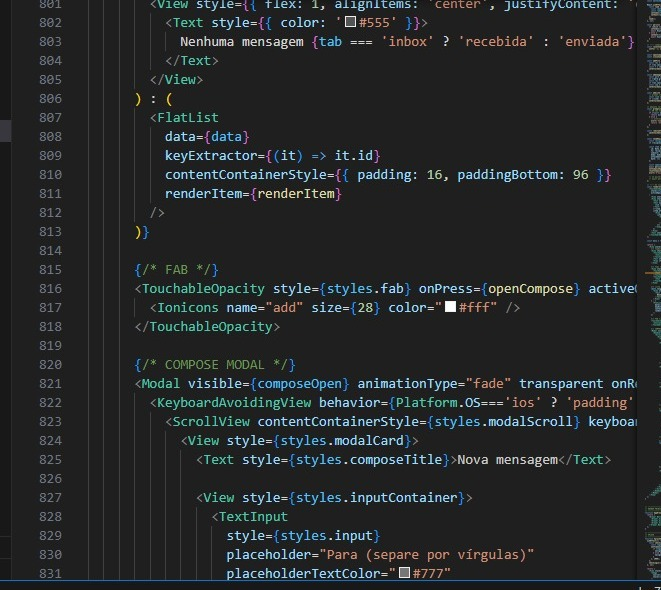 801 <View style={{ flex: 1, alignItems: 'center', justifyContent:
802 <Text style={{ color: '#555' }}>
803 Nenhuma mensagem {tab === 'inbox' ? 'recebida' : 'enviada'}
804 </Text>
805 </View>
806 ) : (
807 <FlatList
808 data={data}
809 keyExtractor={(it) => it.id}
810 contentContainerStyle={{ padding: 16, paddingBottom: 96 }}
811 renderItem={renderItem}
812 />
813 )}
814
815 {/* FAB */}
816 <TouchableOpacity style={styles.fab} onPress={openCompose}
817 <Ionicons name="add" size={28} color="#fff" />
818 </TouchableOpacity>
819
820 {/* COMPOSE MODAL */}
821 <Modal visible={composeOpen} animationType="fade" transparent
822 <KeyboardAvoidingView behavior={Platform.OS==='ios' ? 'padding'
823 <ScrollView contentContainerStyle={styles.modalScroll}
824 <View style={styles.modalCard}>
825 <Text style={styles.composeTitle}>Nova mensagem</Text>
826
827 <View style={styles.inputContainer}>
828 <TextInput
829 style={styles.input}
830 placeholder="Para (separe por vírgulas)"
831 placeholderTextColor="#777"